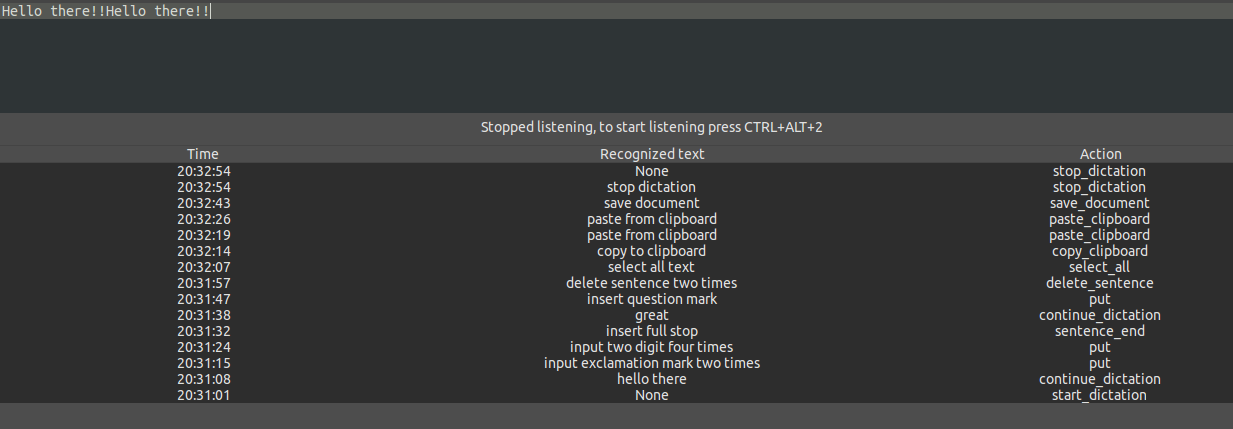 Hello there!!Hello there!!
Stopped listening, to start listening press CTRL+ALT+2
Time Recognized text Action
20:32:54 None stop_dictation
20:32:54 stop dictation stop_dictation
20:32:43 save document save_document
20:32:26 paste from clipboard paste_clipboard
20:32:19 paste from clipboard paste_clipboard
20:32:14 copy to clipboard copy_clipboard
20:32:07 select all text select_all
20:31:57 delete sentence two times delete_sentence
20:31:47 insert question mark put
20:31:38 great continue_dictation
20:31:32 insert full stop sentence_end
20:31:24 input two digit four times put
20:31:15 input exclamation mark two times put
20:31:08 hello there continue_dictation
20:31:01 None start_dictation